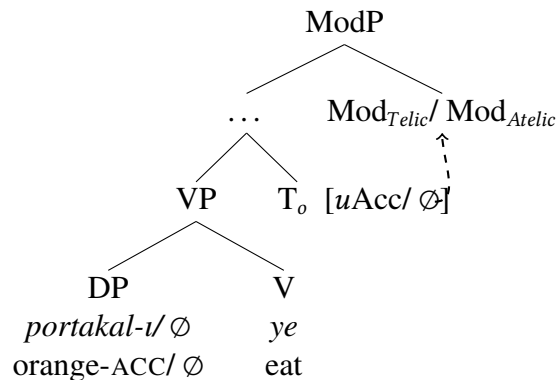 ModP
… Mod_Telic/ Mod_Atelic
VP T_o [uAcc/ ∅]
DP V
portakal-ı/ ∅ ye
orange-ACC/ ∅ eat